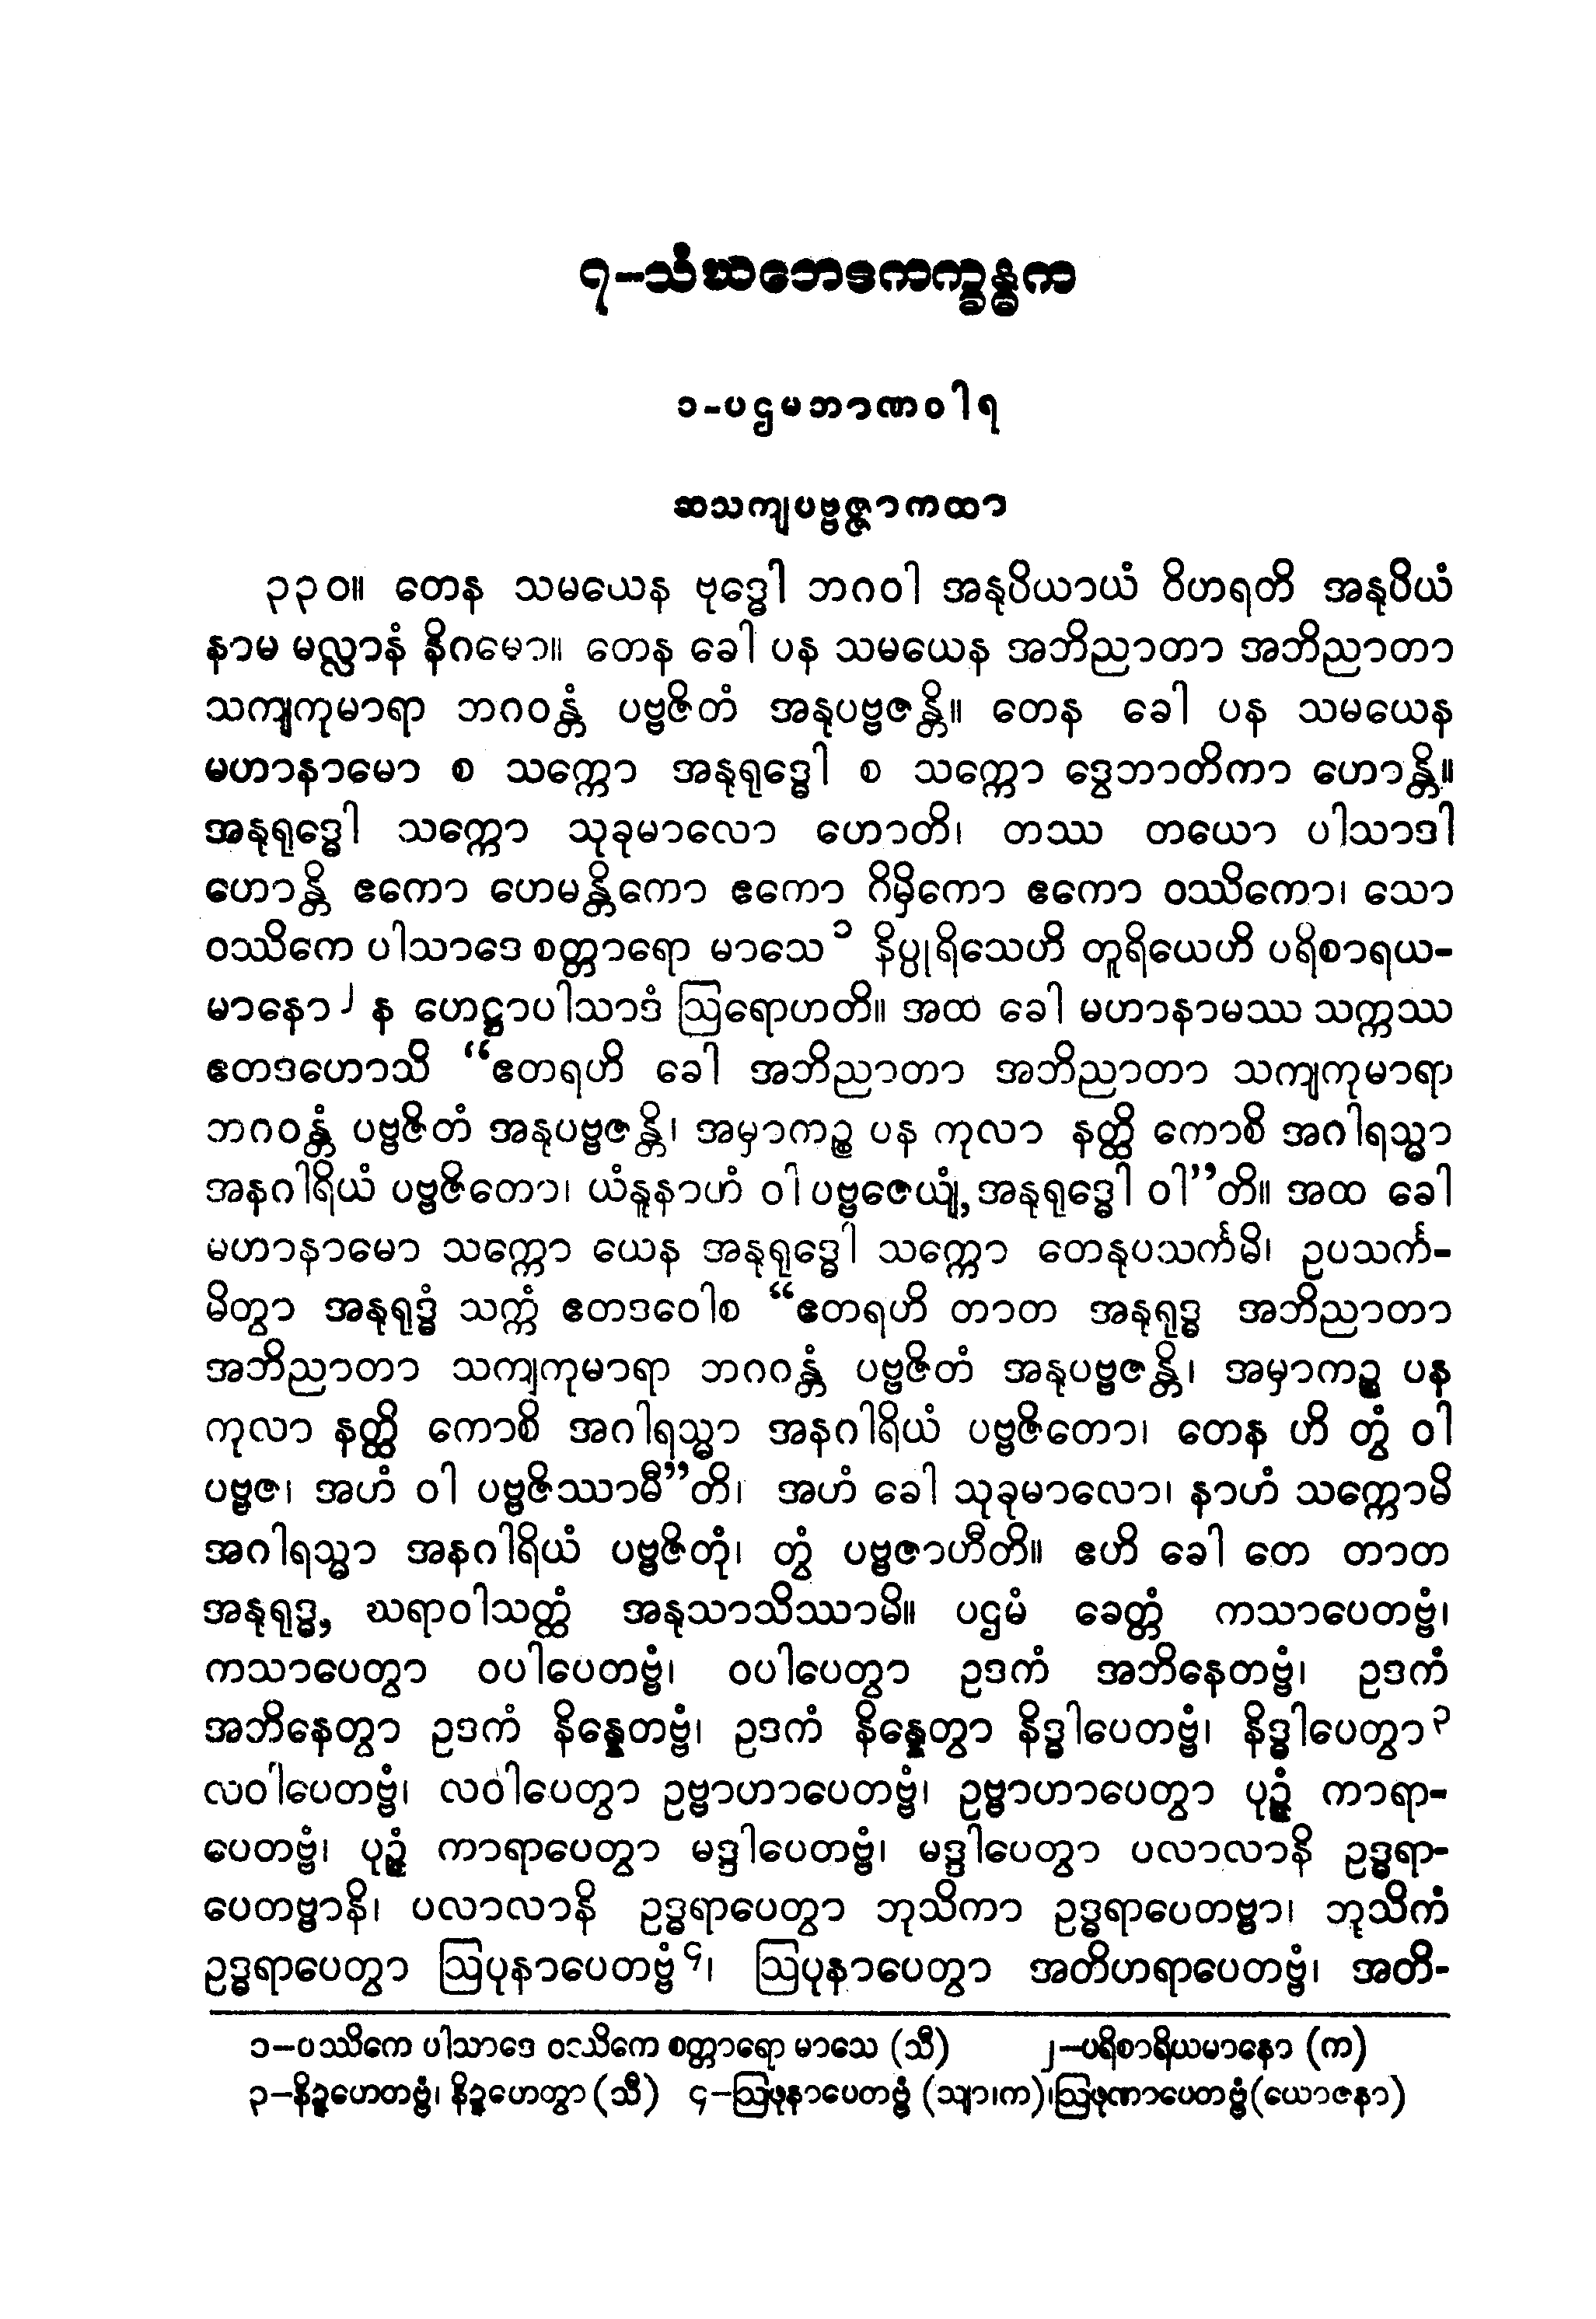 ၇-သံဃဘေဒကက္ခန္ဓက
၁-ပဌမဘာဏဝါရ
ဆသကျပဗ္ဗဇ္ဇာကထာ
၃၃၀။ တေန သမယေန ဗုဒ္ဓေါ ဘဂဝါ အနုပိယာယံ ဝိဟရတိ အနုပိယံ
နာမ မလ္လာနံ နိဂမော။ တေန ခေါ ပန သမယေန အဘိညာတာ အဘိညာတာ
သကျကုမာရာ ဘဂဝန္တံ ပဗ္ဗဇိတံ အနုပဗ္ဗဇန္တိ။ တေန ခေါ ပန သမယေန
မဟာနာမော စ သက္ကော အနုရုဒ္ဓေါ စ သက္ကော ဒွေဘာတိကာ ဟောန္တိ။
အနုရုဒ္ဓေါ သက္ကော သုခုမာလော ဟောတိ၊ တဿ တယော ပါသာဒါ
ဟောန္တိ ဧကော ဟေမန္တိကော ဧကော ဂိမှိကော ဧကော ဝဿိကော၊ သော
ဝဿိကေ ပါသာဒေ စတ္တာရော မာသေ ၁ နိပ္ပုရိသေဟိ တူရိယေဟိ ပရိစာရယ-
မာနော ၂ န ဟေဋ္ဌာပါသာဒံ ဩရောဟတိ။ အထ ခေါ မဟာနာမဿ သက္ကဿ
ဧတဒဟောသိ “ဧတရဟိ ခေါ အဘိညာတာ အဘိညာတာ သကျကုမာရာ
ဘဂဝန္တံ ပဗ္ဗဇိတံ အနုပဗ္ဗဇန္တိ၊ အမှာကဉ္စ ပန ကုလာ နတ္ထိ ကောစိ အဂါရသ္မာ
အနဂါရိယံ ပဗ္ဗဇိတော၊ ယံနူနာဟံ ဝါ ပဗ္ဗဇေယျံ, အနုရုဒ္ဓေါ ဝါ”တိ။ အထ ခေါ
မဟာနာမော သက္ကော ယေန အနုရုဒ္ဓေါ သက္ကော တေနုပသင်္ကမိ၊ ဥပသင်္က-
မိတွာ အနုရုဒ္ဓံ သက္ကံ ဧတဒဝေါစ “ဧတရဟိ တာတ အနုရုဒ္ဓ အဘိညာတာ
အဘိညာတာ သကျကုမာရာ ဘဂဂန္တံ ပဗ္ဗဇိတံ အနုပဗ္ဗဇန္တိ၊ အမှာကဉ္စ ပန
ကုလာ နတ္ထိ ကောစိ အဂါရသ္မာ အနဂါရိယံ ပဗ္ဗဇိတော၊ တေန ဟိ တွံ ဝါ
ပဗ္ဗဇ၊ အဟံ ဝါ ပဗ္ဗဇိဿာမီ”တိ၊ အဟံ ခေါ သုခုမာလော၊ နာဟံ သက္ကောမိ
အဂါရသ္မာ အနဂါရိယံ ပဗ္ဗဇိတုံ၊ တွံ ပဗ္ဗဇာဟီတိ။ ဧဟိ ခေါ တေ တာတ
အနုရုဒ္ဓ, ဃရာဝါသတ္ထံ အနုသာသိဿာမိ။ ပဌမံ ခေတ္တံ ကသာပေတဗ္ဗံ၊
ကသာပေတွာ ဝပါပေတဗ္ဗံ၊ ဝပါပေတွာ ဥဒကံ အဘိနေတဗ္ဗံ၊ ဥဒကံ
အဘိနေတွာ ဥဒကံ နိန္နေတဗ္ဗံ၊ ဥဒကံ နိန္နေတွာ နိဒ္ဓါပေတဗ္ဗံ၊ နိဒ္ဓါပေတွာ ၃
လဝါပေတဗ္ဗံ၊ လဝါပေတွာ ဥဗ္ဗာဟာပေတဗ္ဗံ၊ ဥဗ္ဗာဟာပေတွာ ပုဉ္ဇံ ကာရာ-
ပေတဗ္ဗံ၊ ပုဉ္ဇံ ကာရာပေတွာ မဒ္ဒါပေတဗ္ဗံ၊ မဒ္ဒါပေတွာ ပလာလာနိ ဥဒ္ဓရာ-
ပေတဗ္ဗာနိ၊ ပလာလာနိ ဥဒ္ဓရာပေတွာ ဘုသိကာ ဥဒ္ဓရာပေတဗ္ဗာ၊ ဘုသိကံ
ဥဒ္ဓရာပေတွာ ဩပုနာပေတဗ္ဗံ ၄၊ ဩပုနာပေတွာ အတိဟရာပေတဗ္ဗံ၊ အတိ-
၁-ဝဿိကေ ပါသာဒေ ဝဿိကေ စတ္တာရော မာသေ (သီ) ၂-ပရိစာရိယမာနော (က)
၃-နိဍ္ဍဟေတဗ္ဗံ၊ နိဍ္ဍဟေတွာ (သီ) ၄-ဩဖုနာပေတဗ္ဗံ (သျာ၊က)၊ဩဖုဏာပေတဗ္ဗံ(ယောဇနာ)